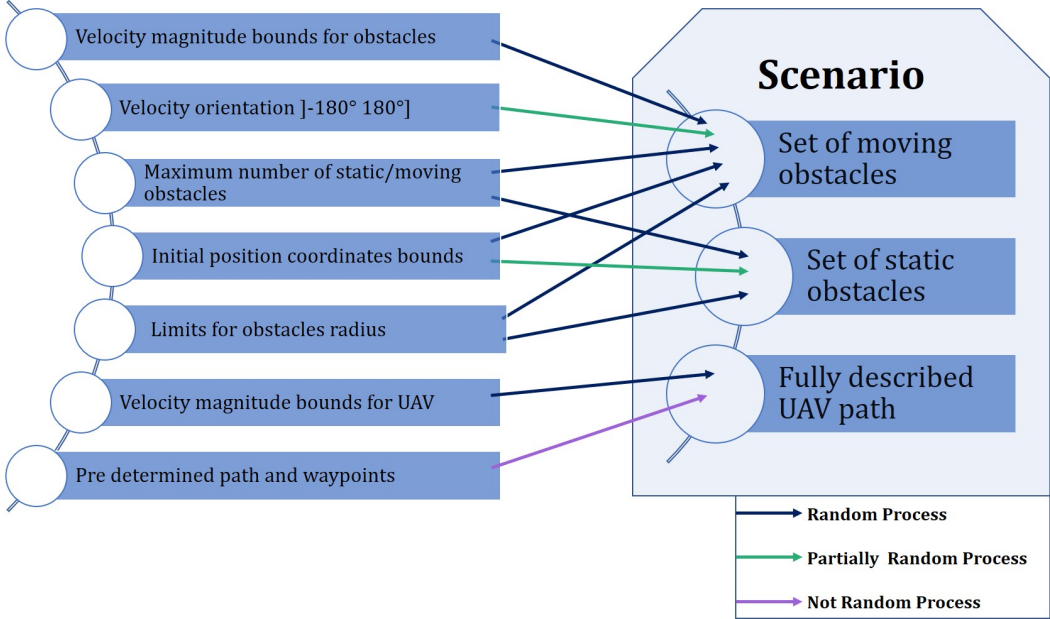 Velocity magnitude bounds for obstacles
Velocity orientation ]-180° 180°]
Maximum number of static/moving
obstacles
Initial position coordinates bounds
Limits for obstacles radius
Velocity magnitude bounds for UAV
Pre determined path and waypoints
Scenario
Set of moving
obstacles
Set of static
obstacles
Fully described
UAV path
Random Process
Partially Random Process
Not Random Process